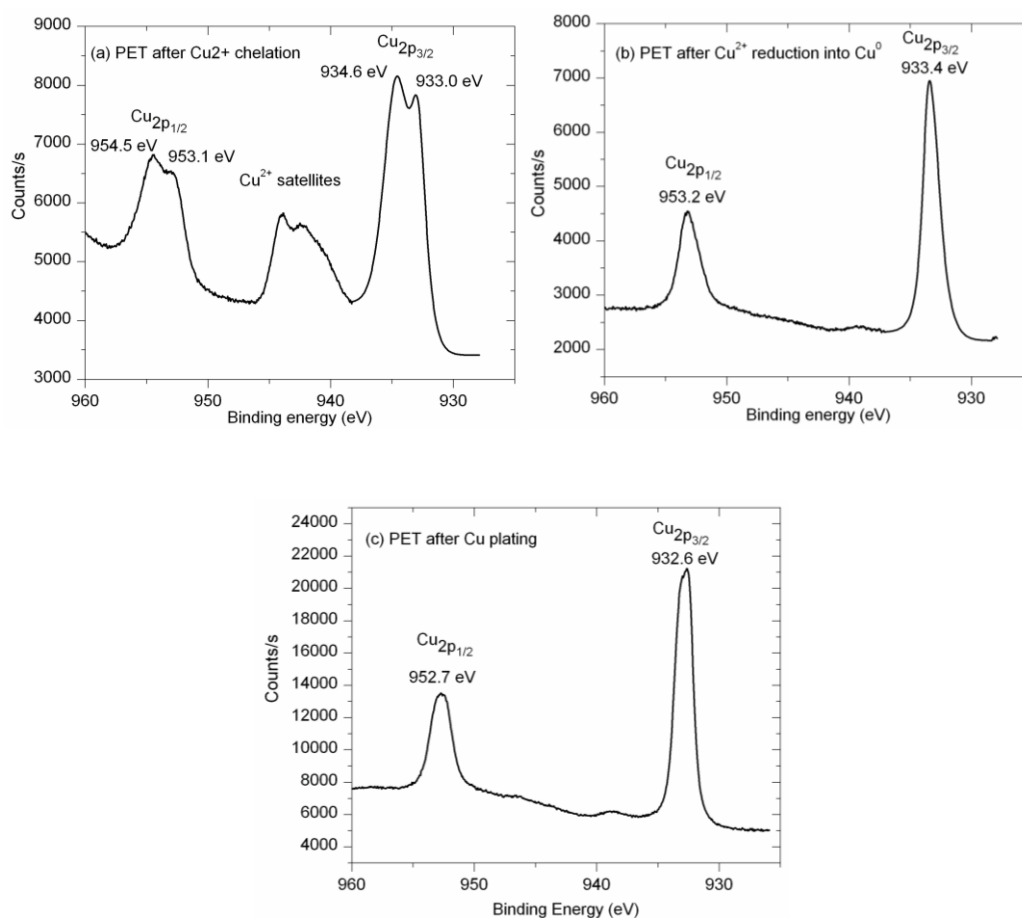 (a) PET after Cu2+ chelation
Cu2p3/2
934.6 eV
933.0 eV
Cu2p1/2
954.5 eV
953.1 eV
Cu2+ satellites
Counts/s
9000
8000
7000
6000
5000
4000
3000
960
950
940
930
Binding energy (eV)
(b) PET after Cu2+ reduction into Cu0
Cu2p3/2
933.4 eV
Cu2p1/2
953.2 eV
Counts/s
8000
7000
6000
5000
4000
3000
2000
960
950
940
930
Binding energy (eV)
(c) PET after Cu plating
Cu2p3/2
932.6 eV
Cu2p1/2
952.7 eV
Counts/s
24000
22000
20000
18000
16000
14000
12000
10000
8000
6000
4000
960
950
940
930
Binding Energy (eV)